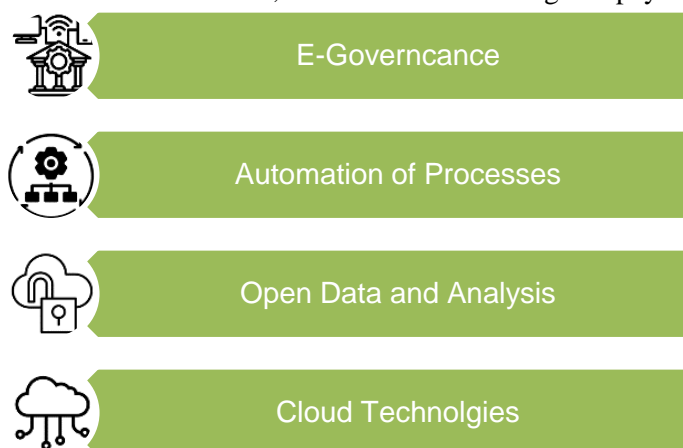 E-Governcance
Automation of Processes
Open Data and Analysis
Cloud Technolgies